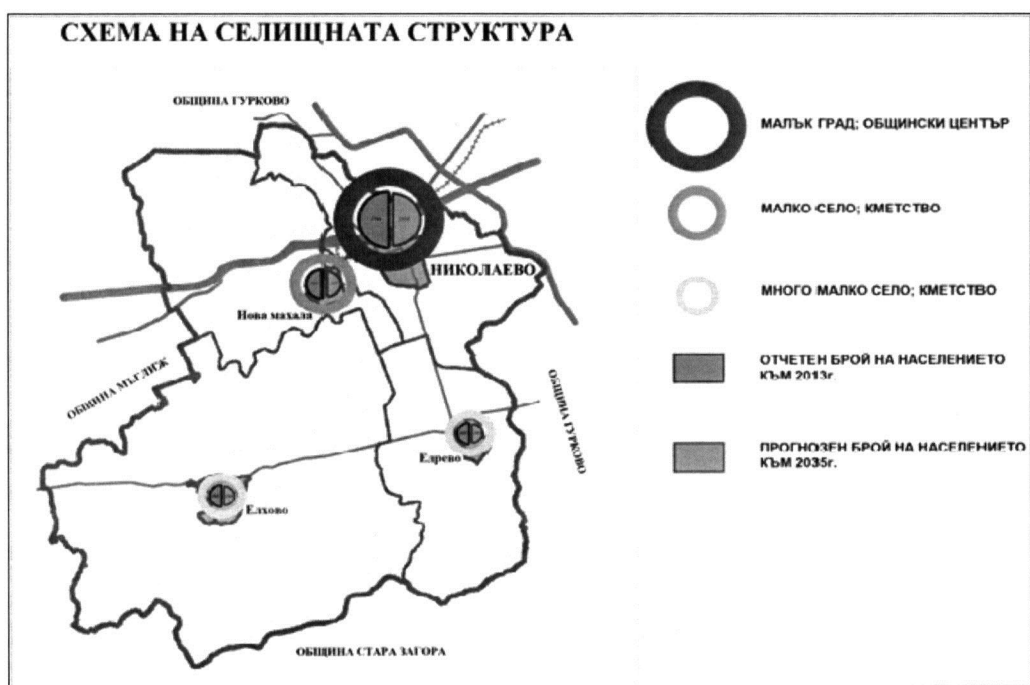 СХЕМА НА СЕЛИЩНАТА СТРУКТУРА
ОБЩИНА ГУРКОВО
МАЛЪК ГРАД; ОБЩИНСКИ ЦЕНТЪР
МАЛКО СЕЛО; КМЕТСТВО
НИКОЛАЕВО
МНОГО МАЛКО СЕЛО; КМЕТСТВО
Нова махала
ОТЧЕТЕН БРОЙ НА НАСЕЛЕНИЕТО
КЪМ 2013г.
ОБЩИНА МЪГЛИЖ
ОБЩИНА ГУРКОВО
ПРОГНОЗЕН БРОЙ НА НАСЕЛЕНИЕТО
КЪМ 2035г.
Едрево
Елхово
ОБЩИНА СТАРА ЗАГОРА